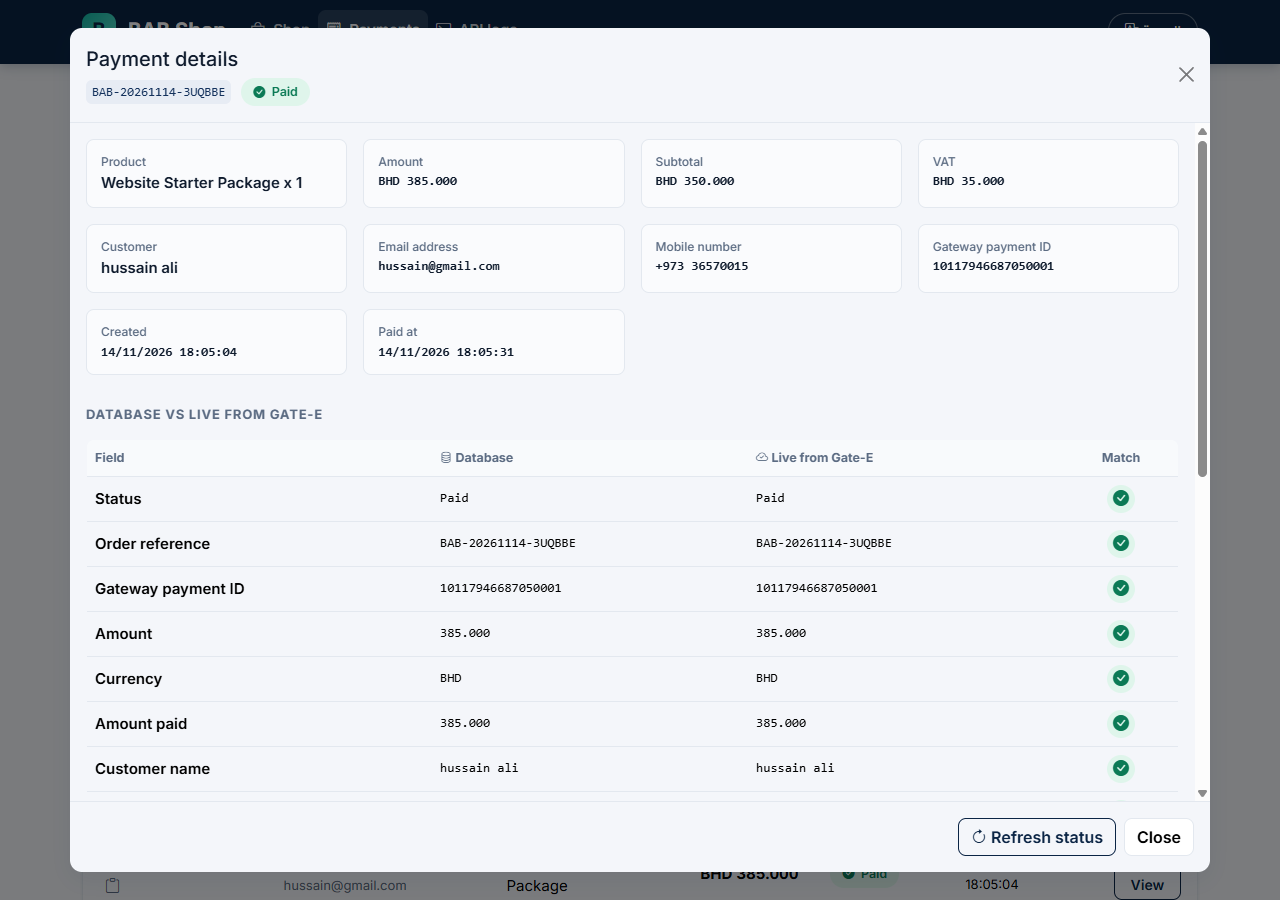 BAB Shop Shop Payments API logs
Payment details
BAB-20261114-3UQBBE Paid
Product
Website Starter Package x 1
Amount
BHD 385.000
Subtotal
BHD 350.000
VAT
BHD 35.000
Customer
hussain ali
Email address
hussain@gmail.com
Mobile number
+973 36570015
Gateway payment ID
10117946687050001
Created
14/11/2026 18:05:04
Paid at
14/11/2026 18:05:31
DATABASE VS LIVE FROM GATE-E
Field Database Live from Gate-E Match
Status Paid Paid
Order reference BAB-20261114-3UQBBE BAB-20261114-3UQBBE
Gateway payment ID 10117946687050001 10117946687050001
Amount 385.000 385.000
Currency BHD BHD
Amount paid 385.000 385.000
Customer name hussain ali hussain ali
Refresh status Close
hussain@gmail.com Package BHD 385.000 Paid 18:05:04 View